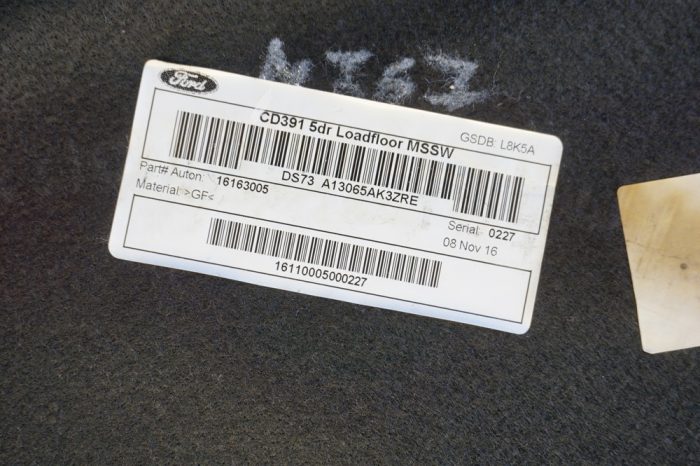 Ford
CD391 5dr Loadfloor MSSW
GSDB: L8K5A
DS73 A13065AK3ZRE
Part# Auton: 16163005
Material: >GF<
Serial: 0227
08 Nov 16
16110005000227